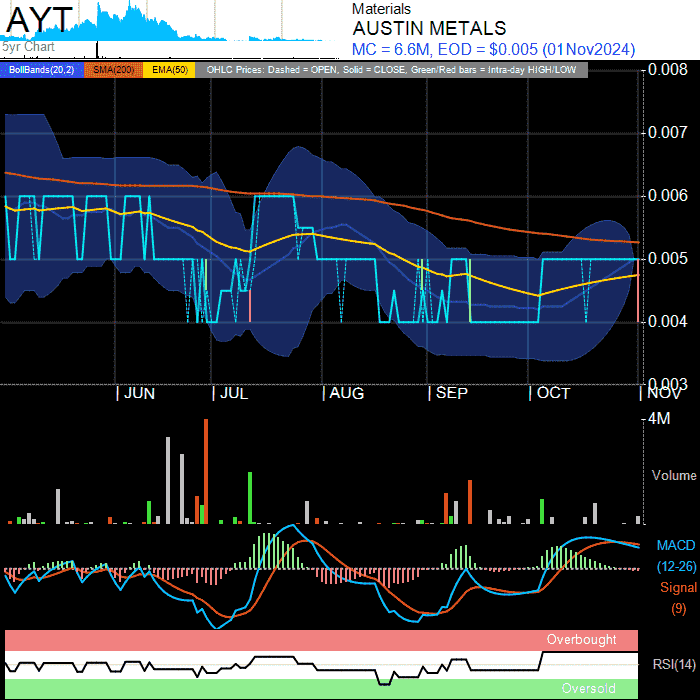 AYT
5yr Chart
Materials
AUSTIN METALS
MC = 6.6M, EOD = $0.005 (01Nov2024)
BollBands(20,2) SMA(200) EMA(50) OHLC Prices: Dashed = OPEN, Solid = CLOSE, Green/Red bars = Intra-day HIGH/LOW
0.008
0.007
0.006
0.005
0.004
0.003
| JUN | JUL | AUG | SEP | OCT | NOV
4M
Volume
MACD
(12-26)
Signal
(9)
Overbought
RSI(14)
Oversold